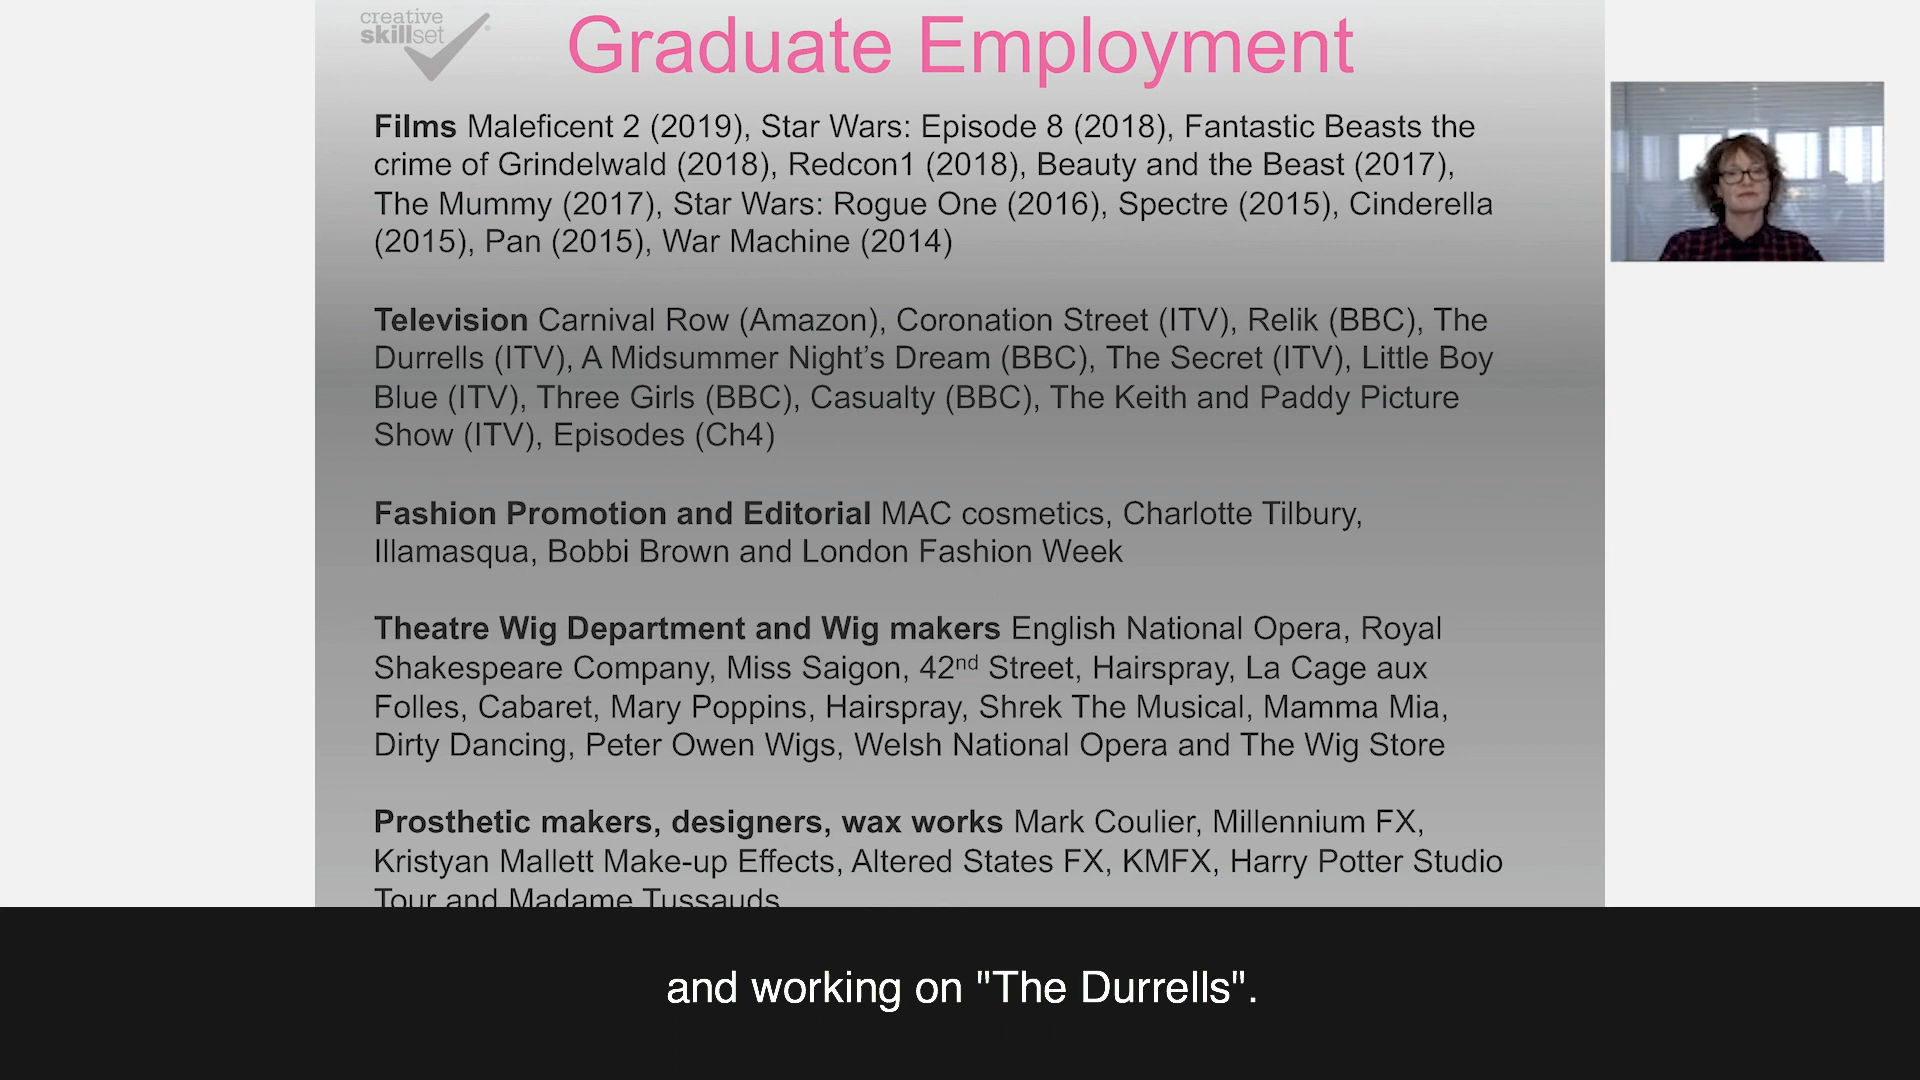 creative
skillset
Graduate Employment
Films Maleficent 2 (2019), Star Wars: Episode 8 (2018), Fantastic Beasts the
crime of Grindelwald (2018), Redcon1 (2018), Beauty and the Beast (2017),
The Mummy (2017), Star Wars: Rogue One (2016), Spectre (2015), Cinderella
(2015), Pan (2015), War Machine (2014)
Television Carnival Row (Amazon), Coronation Street (ITV), Relik (BBC), The
Durrells (ITV), A Midsummer Night’s Dream (BBC), The Secret (ITV), Little Boy
Blue (ITV), Three Girls (BBC), Casualty (BBC), The Keith and Paddy Picture
Show (ITV), Episodes (Ch4)
Fashion Promotion and Editorial MAC cosmetics, Charlotte Tilbury,
Illamasqua, Bobbi Brown and London Fashion Week
Theatre Wig Department and Wig makers English National Opera, Royal
Shakespeare Company, Miss Saigon, 42nd Street, Hairspray, La Cage aux
Folles, Cabaret, Mary Poppins, Hairspray, Shrek The Musical, Mamma Mia,
Dirty Dancing, Peter Owen Wigs, Welsh National Opera and The Wig Store
Prosthetic makers, designers, wax works Mark Coulier, Millennium FX,
Kristyan Mallett Make-up Effects, Altered States FX, KMFX, Harry Potter Studio
Tour and Madame Tussauds
and working on "The Durrells".